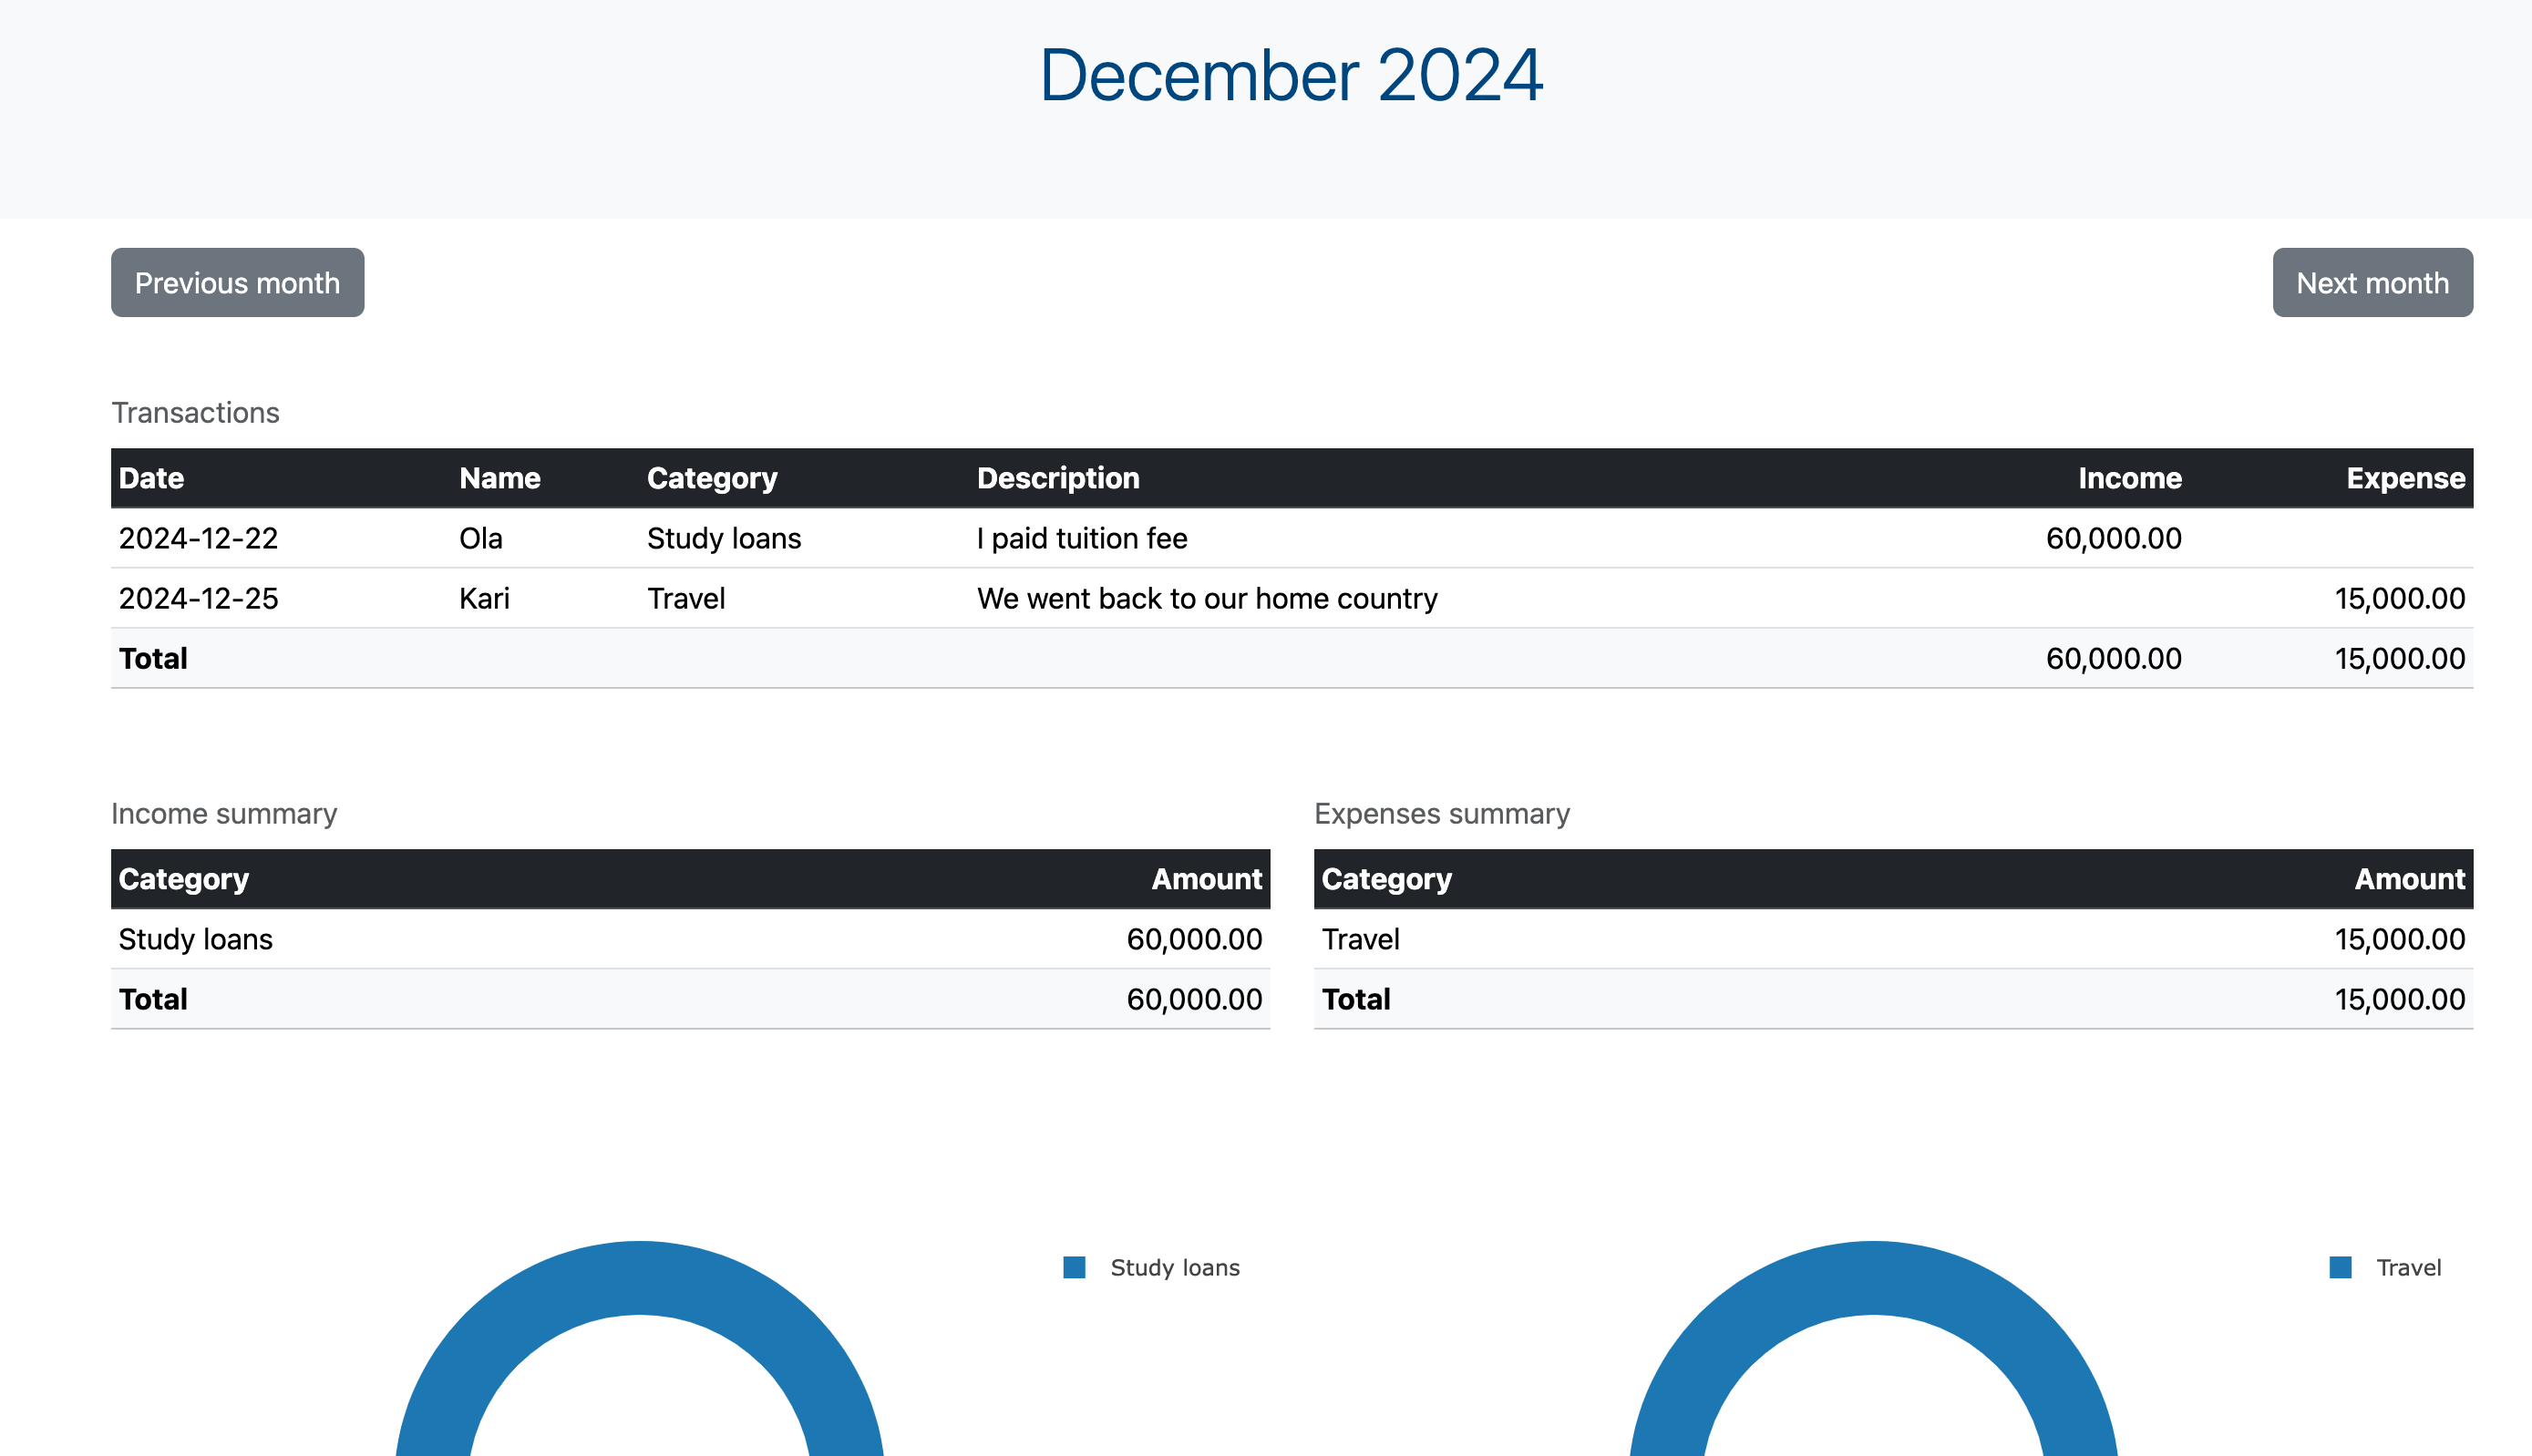 December 2024
Previous month Next month
Transactions
Date Name Category Description Income Expense
2024-12-22 Ola Study loans I paid tuition fee 60,000.00
2024-12-25 Kari Travel We went back to our home country 15,000.00
Total 60,000.00 15,000.00
Income summary
Category Amount
Study loans 60,000.00
Total 60,000.00
Expenses summary
Category Amount
Travel 15,000.00
Total 15,000.00
Study loans
Travel